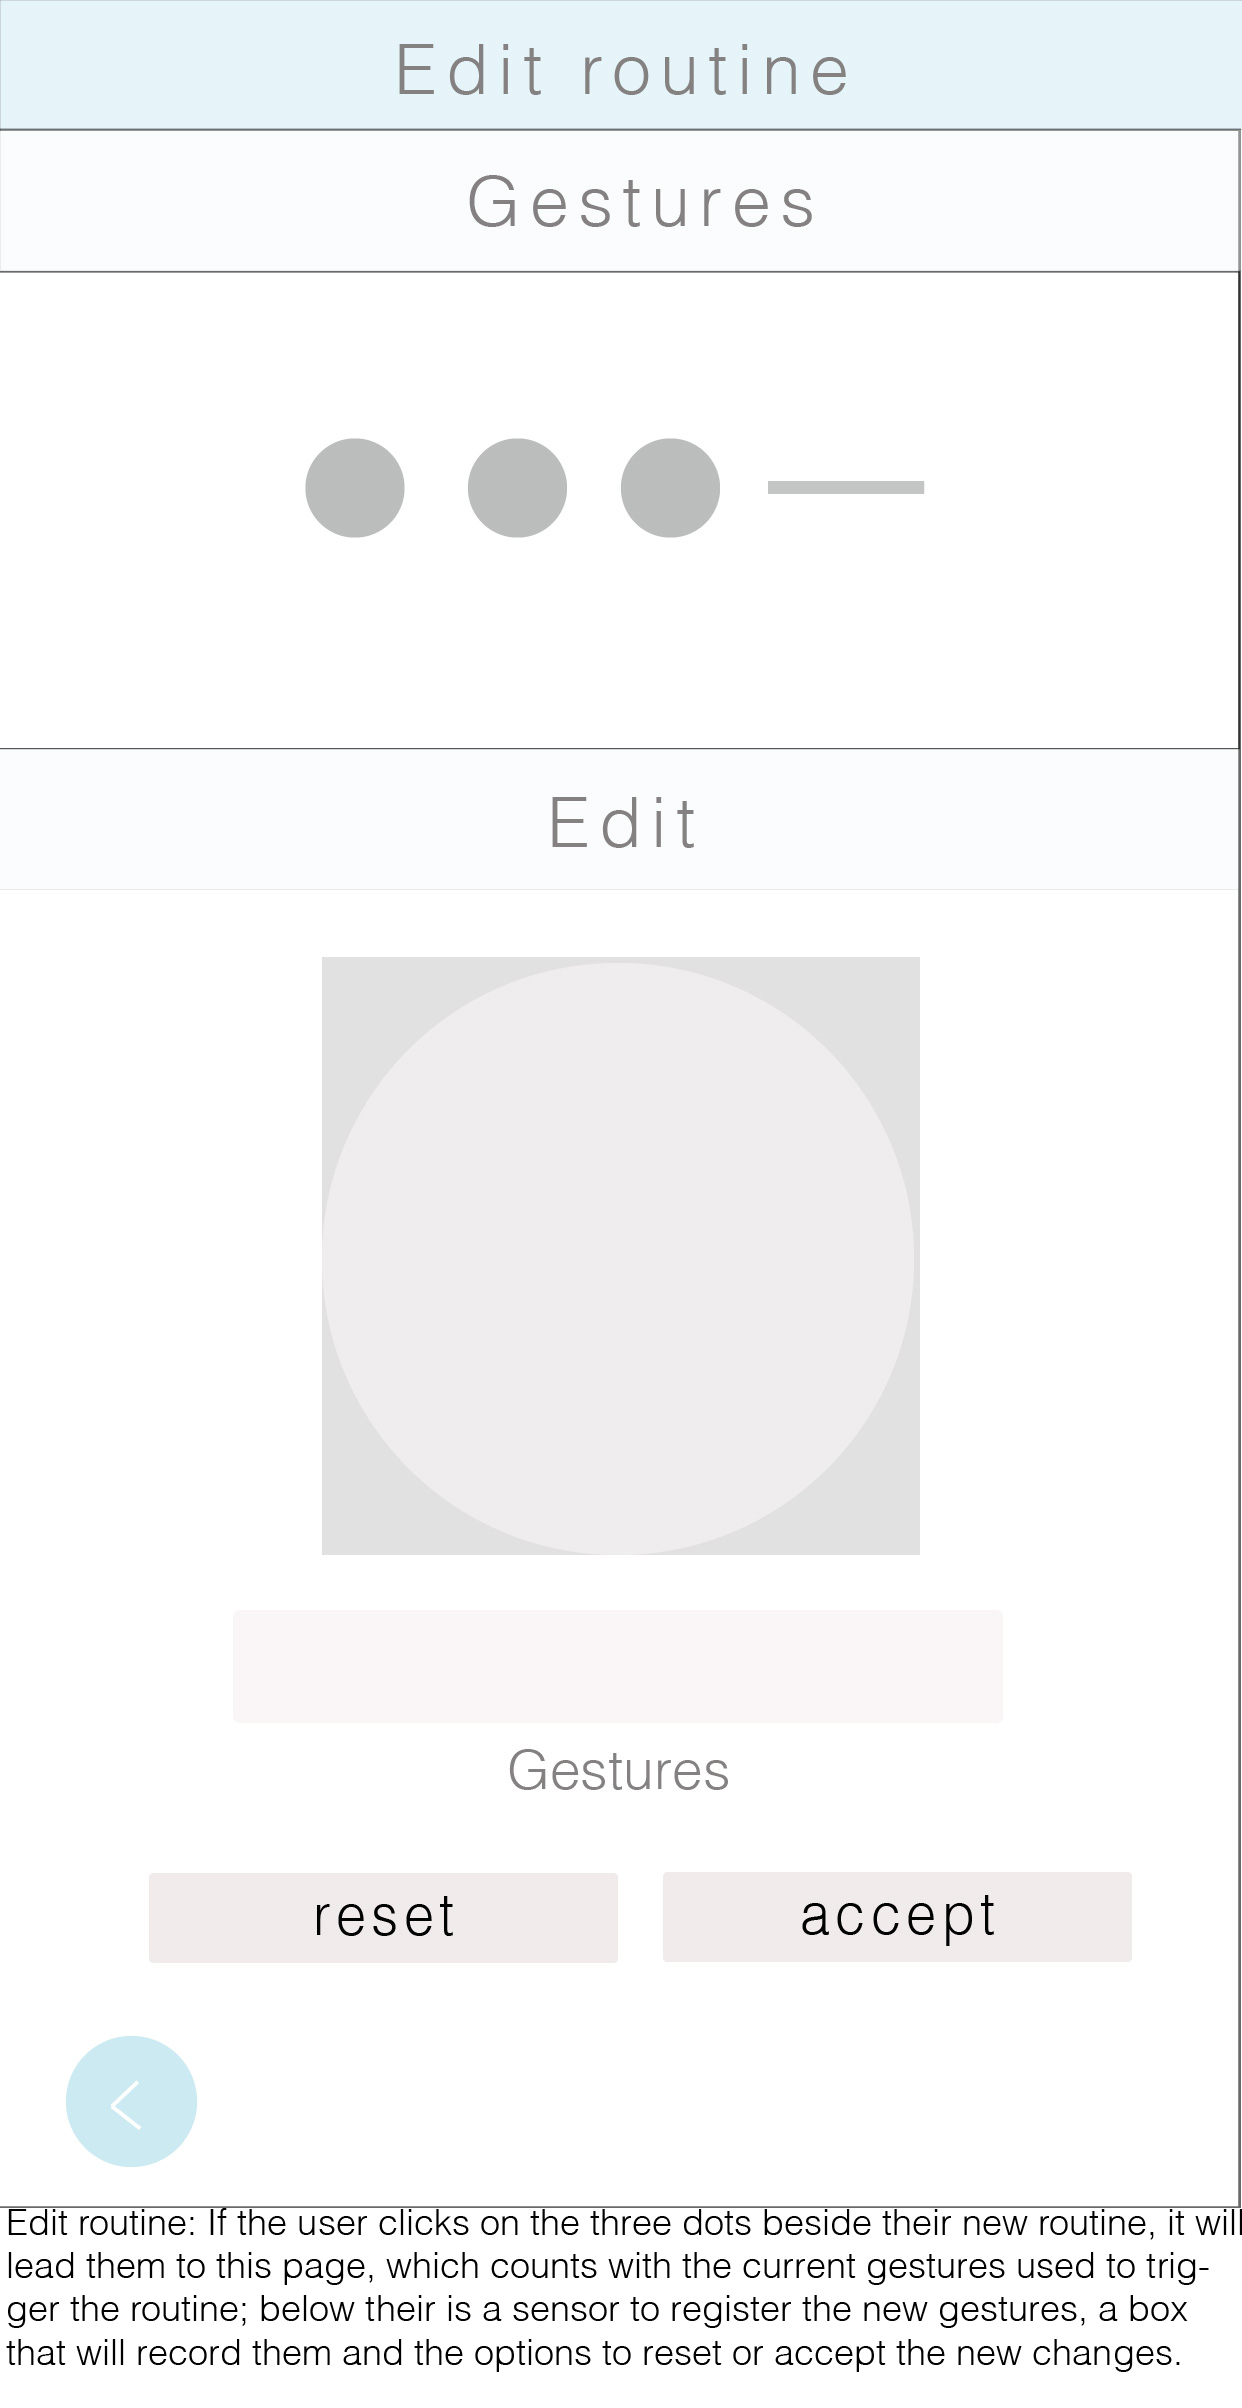 Edit routine
Gestures
Edit
Gestures
reset
accept
Edit routine: If the user clicks on the three dots beside their new routine, it will
lead them to this page, which counts with the current gestures used to trig-
ger the routine; below their is a sensor to register the new gestures, a box
that will record them and the options to reset or accept the new changes.